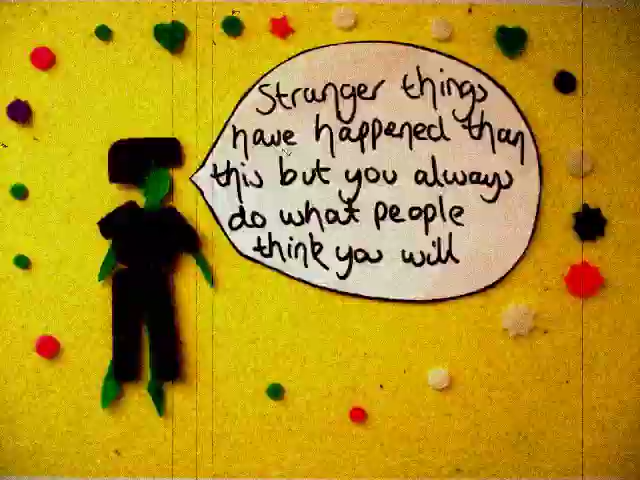 Stranger things
have happened than
this but you always
do what people
think you will